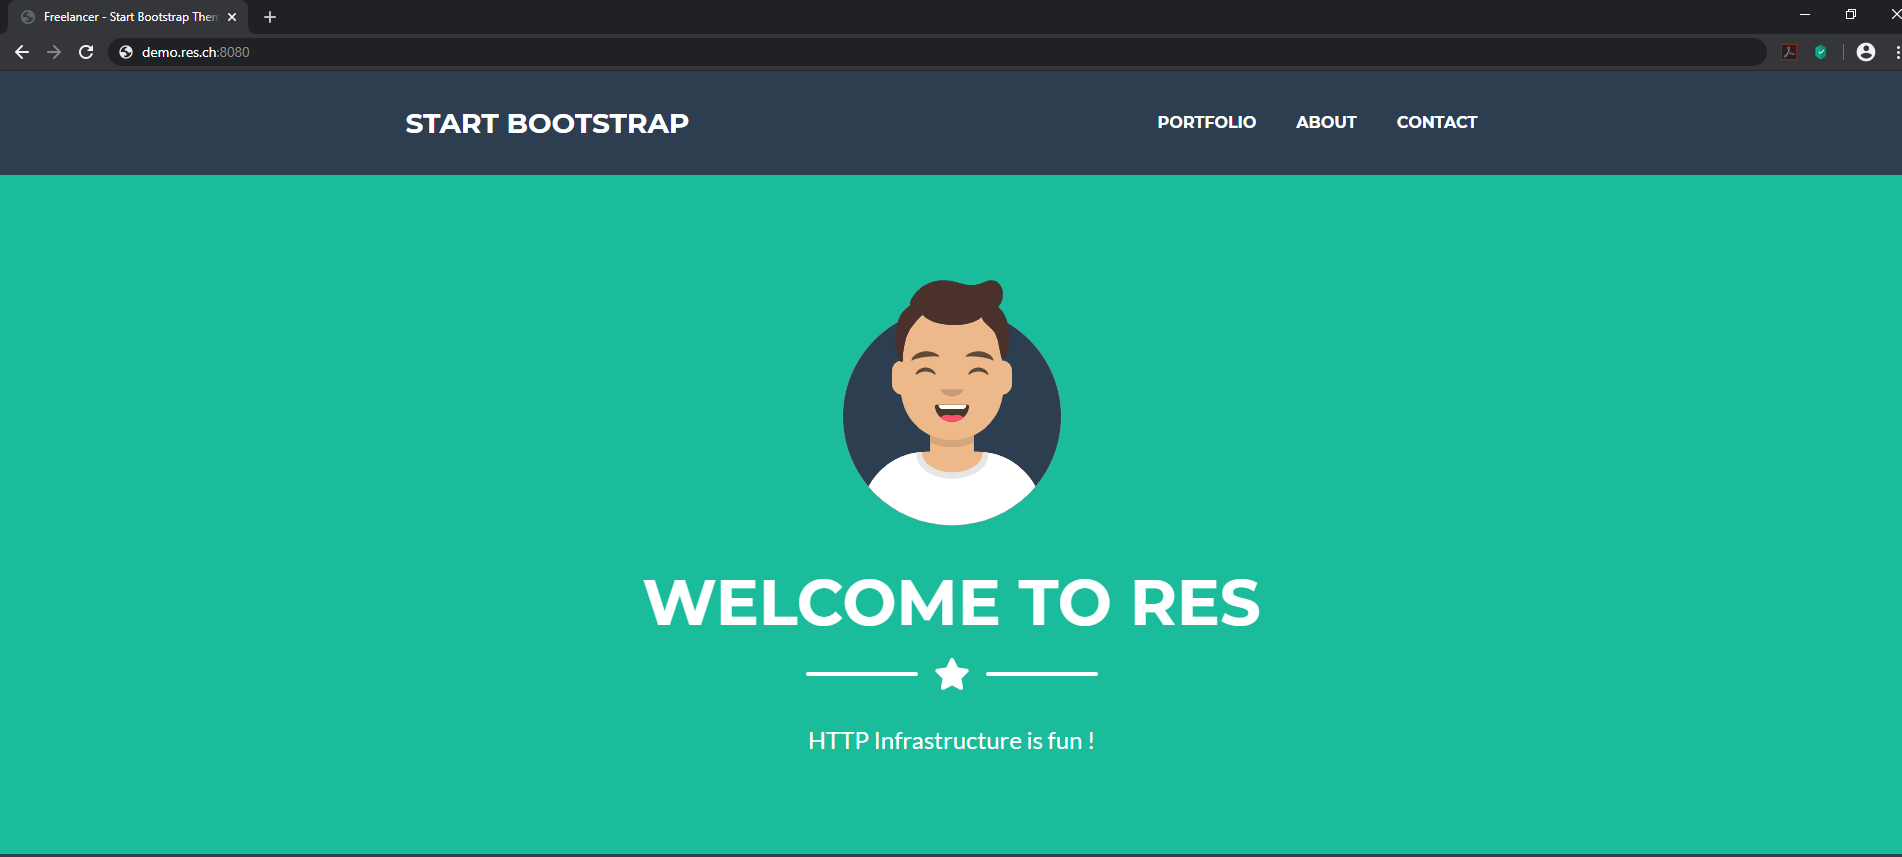 Freelancer - Start Bootstrap Them
demo.res.ch:8080
START BOOTSTRAP
PORTFOLIO ABOUT CONTACT
WELCOME TO RES
HTTP Infrastructure is fun !